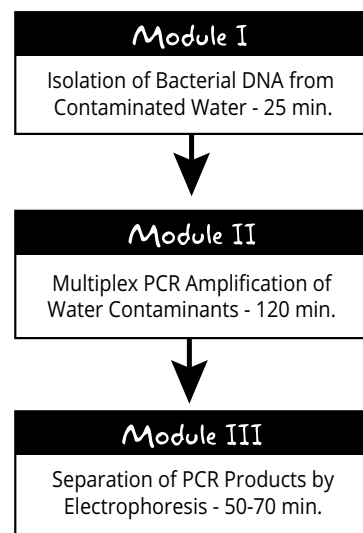 Module I
Isolation of Bacterial DNA from
Contaminated Water - 25 min.
Module II
Multiplex PCR Amplification of
Water Contaminants - 120 min.
Module III
Separation of PCR Products by
Electrophoresis - 50-70 min.